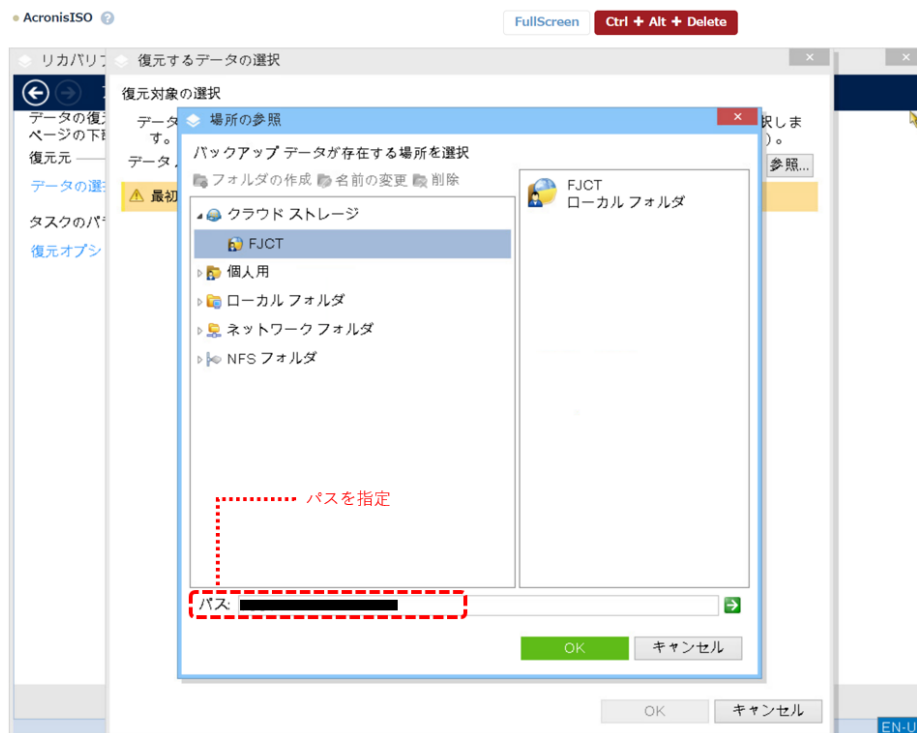 AcronisISO
FullScreen
Ctrl + Alt + Delete
リカバリ
復元するデータの選択
復元対象の選択
データの復
ページの下
復元元
データの選
タスクのパ
復元オプシ
データ
択しま
す。
)。
データ
参照...
最初
場所の参照
バックアップ データが存在する場所を選択
フォルダの作成 名前の変更 削除
クラウド ストレージ
FJCT
個人用
ローカル フォルダ
ネットワーク フォルダ
NFS フォルダ
FJCT
ローカル フォルダ
パスを指定
パス:
OK
キャンセル
OK
キャンセル
EN-U